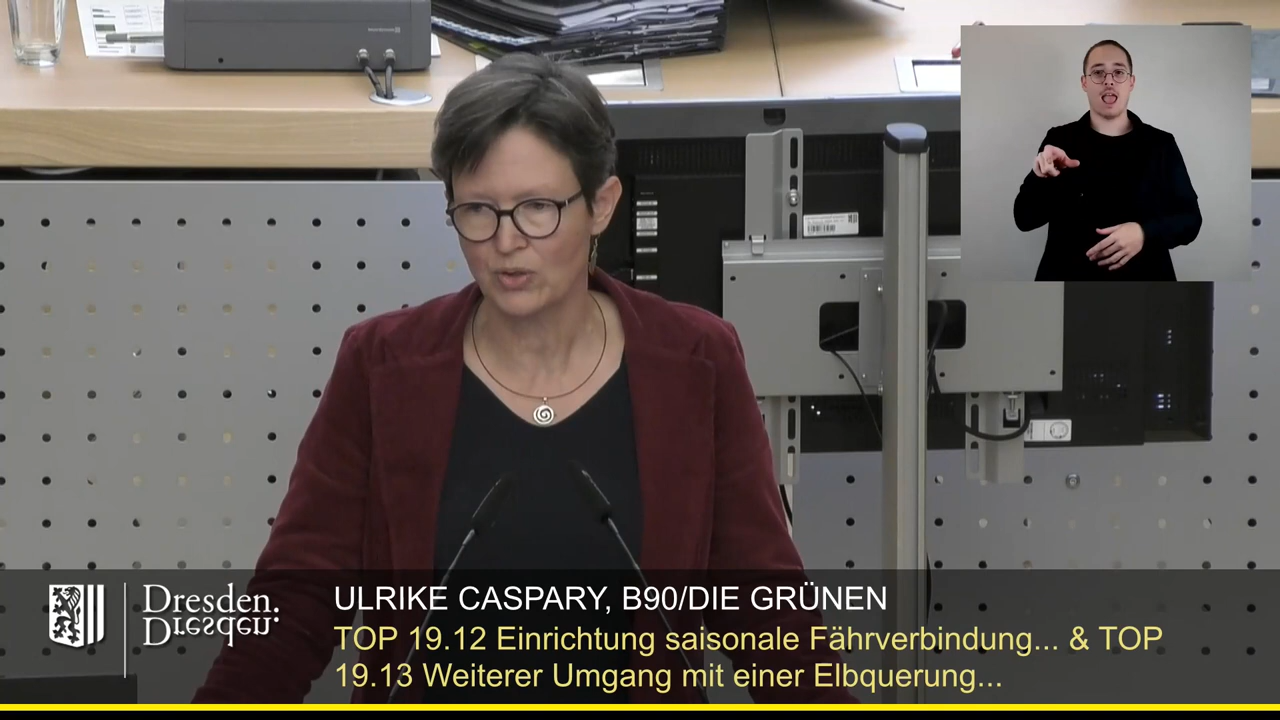 Dresden.
Dresden.
ULRIKE CASPARY, B90/DIE GRÜNEN
TOP 19.12 Einrichtung saisonale Fährverbindung... & TOP
19.13 Weiterer Umgang mit einer Elbquerung...